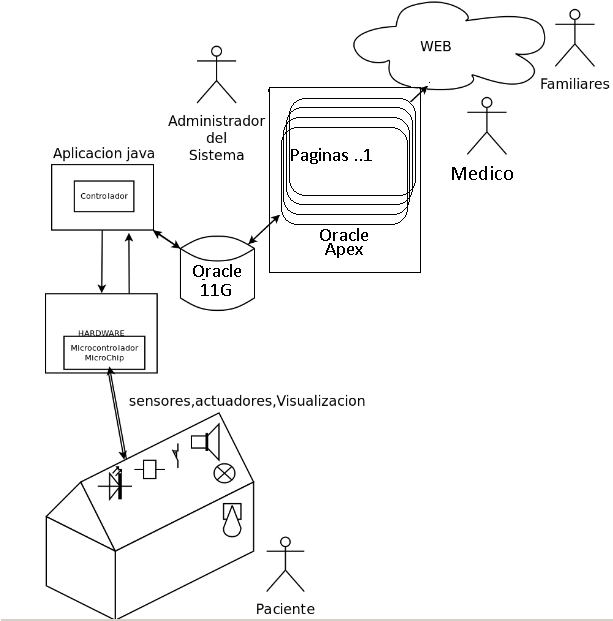 WEB
Familiares
Administrador
del
Sistema
Medico
Aplicacion java
Controlador
Paginas ..1
Oracle
Apex
Oracle
11G
HARDWARE
Microcontrolador
MicroChip
sensores,actuadores,Visualizacion
Paciente